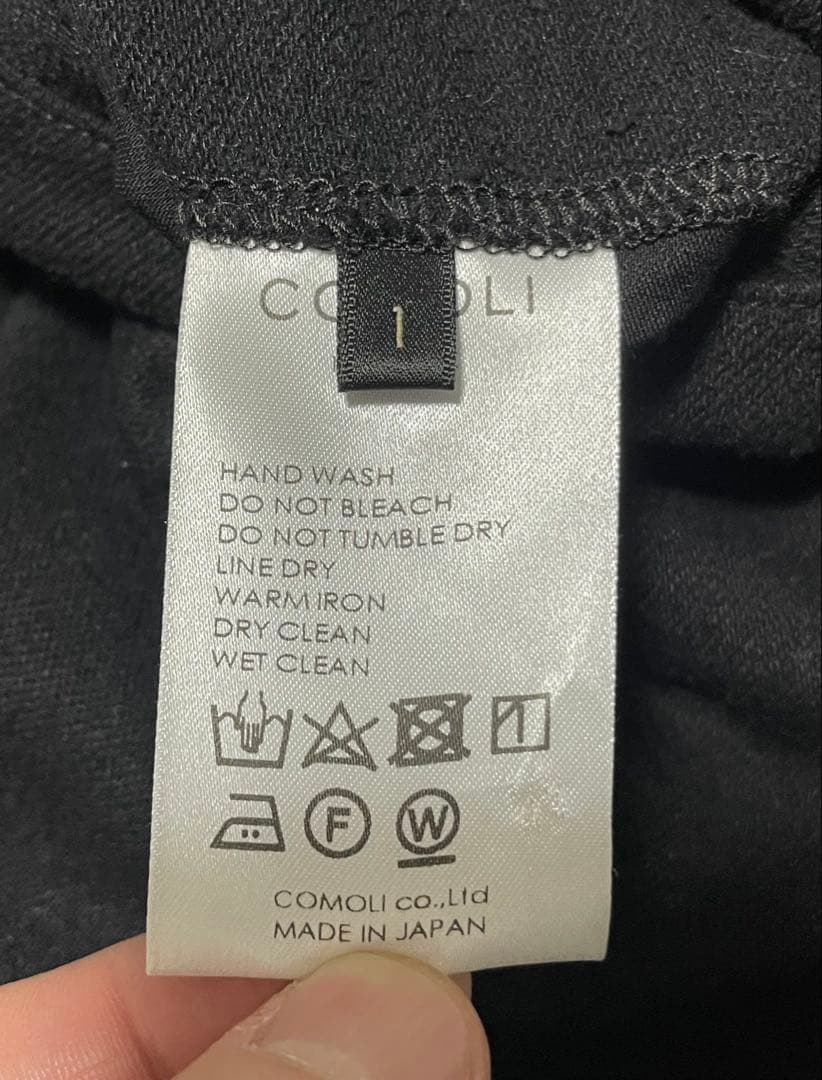 COMOLI
1
HAND WASH
DO NOT BLEACH
DO NOT TUMBLE DRY
LINE DRY
WARM IRON
DRY CLEAN
WET CLEAN
F W
COMOLI co.,Ltd
MADE IN JAPAN